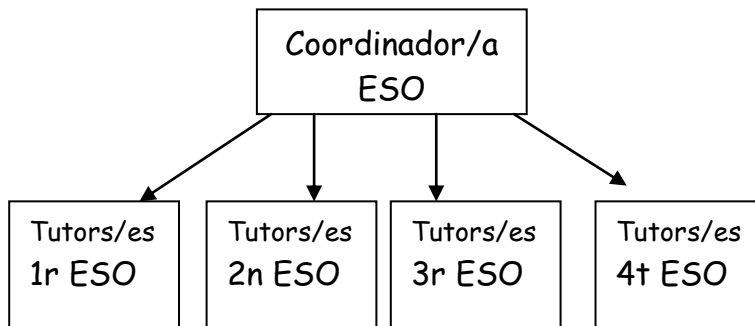 Coordinador/a
ESO
Tutors/es
1r ESO
Tutors/es
2n ESO
Tutors/es
3r ESO
Tutors/es
4t ESO